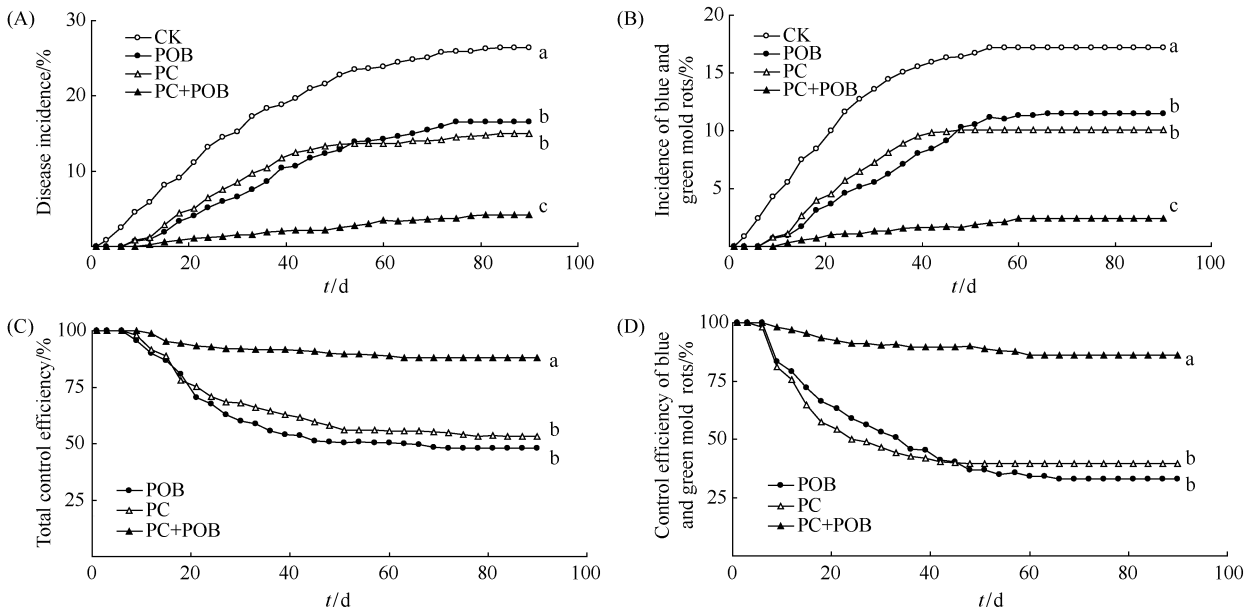 (A)
30
20
10
Disease incidence/%
CK
POB
PC
PC+POB
a
b
b
c
0 20 40 60 80 100
t/d
(B)
20
15
10
5
0
Incidence of blue and
green mold rots/%
CK
POB
PC
PC+POB
a
b
b
c
0 20 40 60 80 100
t/d
(C)
100
75
50
25
Total control efficiency/%
POB
PC
PC+POB
a
b
b
0 20 40 60 80 100
t/d
(D)
100
75
50
25
Control efficiency of blue
and green mold rots/%
POB
PC
PC+POB
a
b
b
0 20 40 60 80 100
t/d